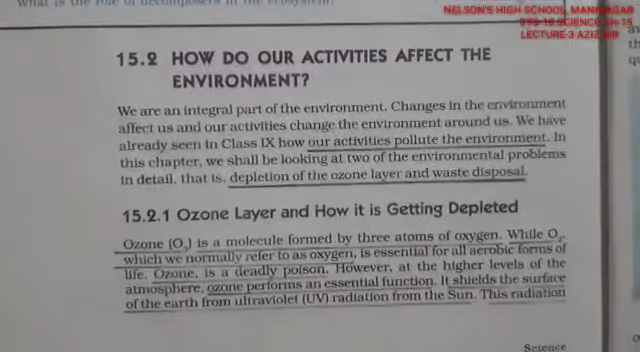 What is the role of decomposers in the ecosystem?
NELSON'S HIGH SCHOOL, MANINAGAR
STD-10 SCIENCE CH-15
LECTURE-3 AZIZ SIR
15.2 HOW DO OUR ACTIVITIES AFFECT THE
ENVIRONMENT?
We are an integral part of the environment. Changes in the environment
affect us and our activities change the environment around us. We have
already seen in Class IX how our activities pollute the environment. In
this chapter, we shall be looking at two of the environmental problems
in detail, that is, depletion of the ozone layer and waste disposal.
15.2.1 Ozone Layer and How it is Getting Depleted
Ozone (O₃) is a molecule formed by three atoms of oxygen. While O₂,
which we normally refer to as oxygen, is essential for all aerobic forms of
life. Ozone, is a deadly poison. However, at the higher levels of the
atmosphere, ozone performs an essential function. It shields the surface
of the earth from ultraviolet (UV) radiation from the Sun. This radiation
Science